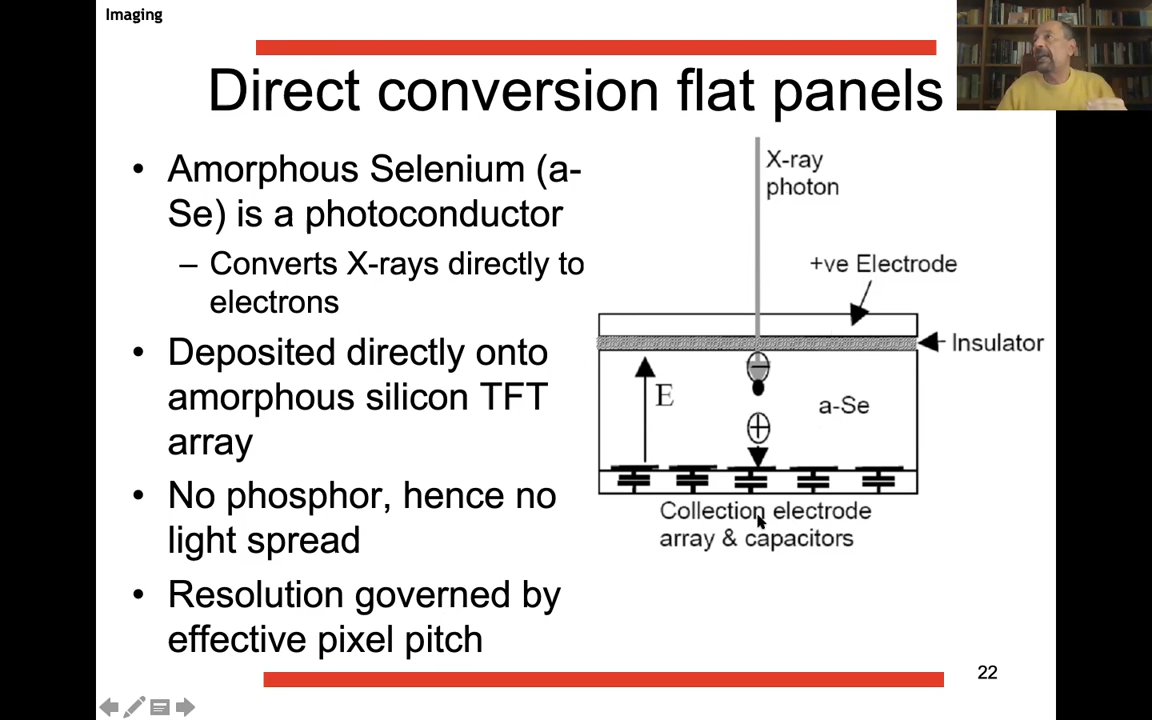 Imaging
Direct conversion flat panels
• Amorphous Selenium (a-
Se) is a photoconductor
– Converts X-rays directly to
electrons
• Deposited directly onto
amorphous silicon TFT
array
• No phosphor, hence no
light spread
• Resolution governed by
effective pixel pitch
X-ray
photon
+ve Electrode
Insulator
E
a-Se
Collection electrode
array & capacitors
22